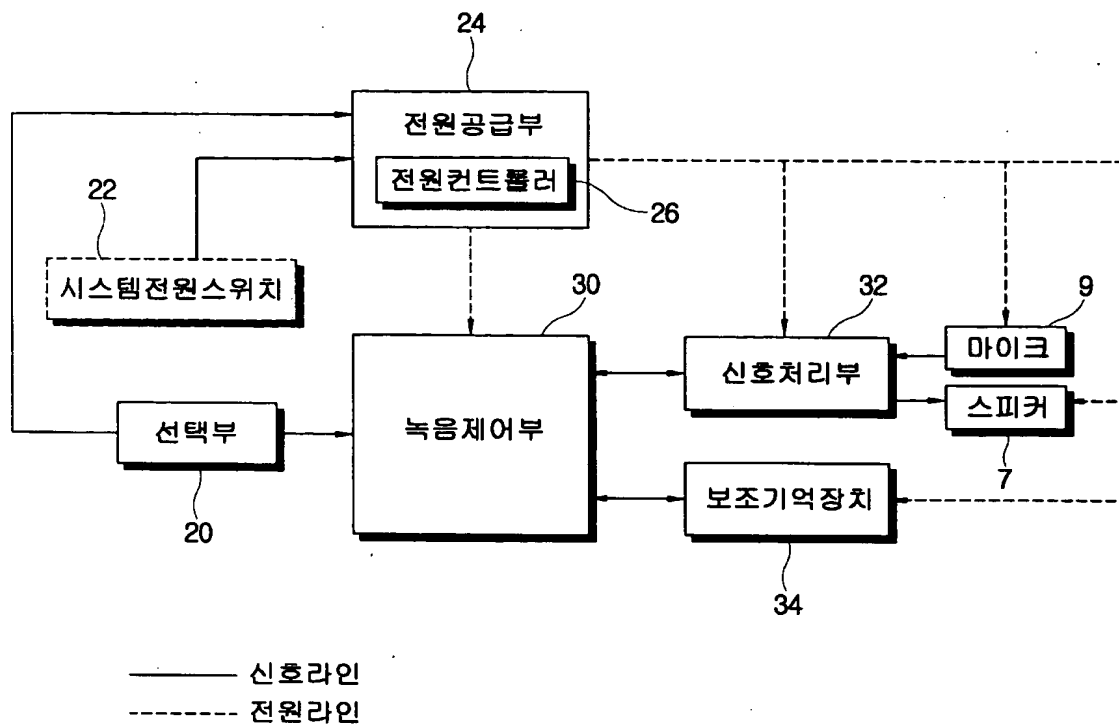 24
전원공급부
전원컨트롤러
26
22
시스템전원스위치
30
32
9
마이크
신호처리부
스피커
7
선택부
20
녹음제어부
보조기억장치
34
신호라인
전원라인